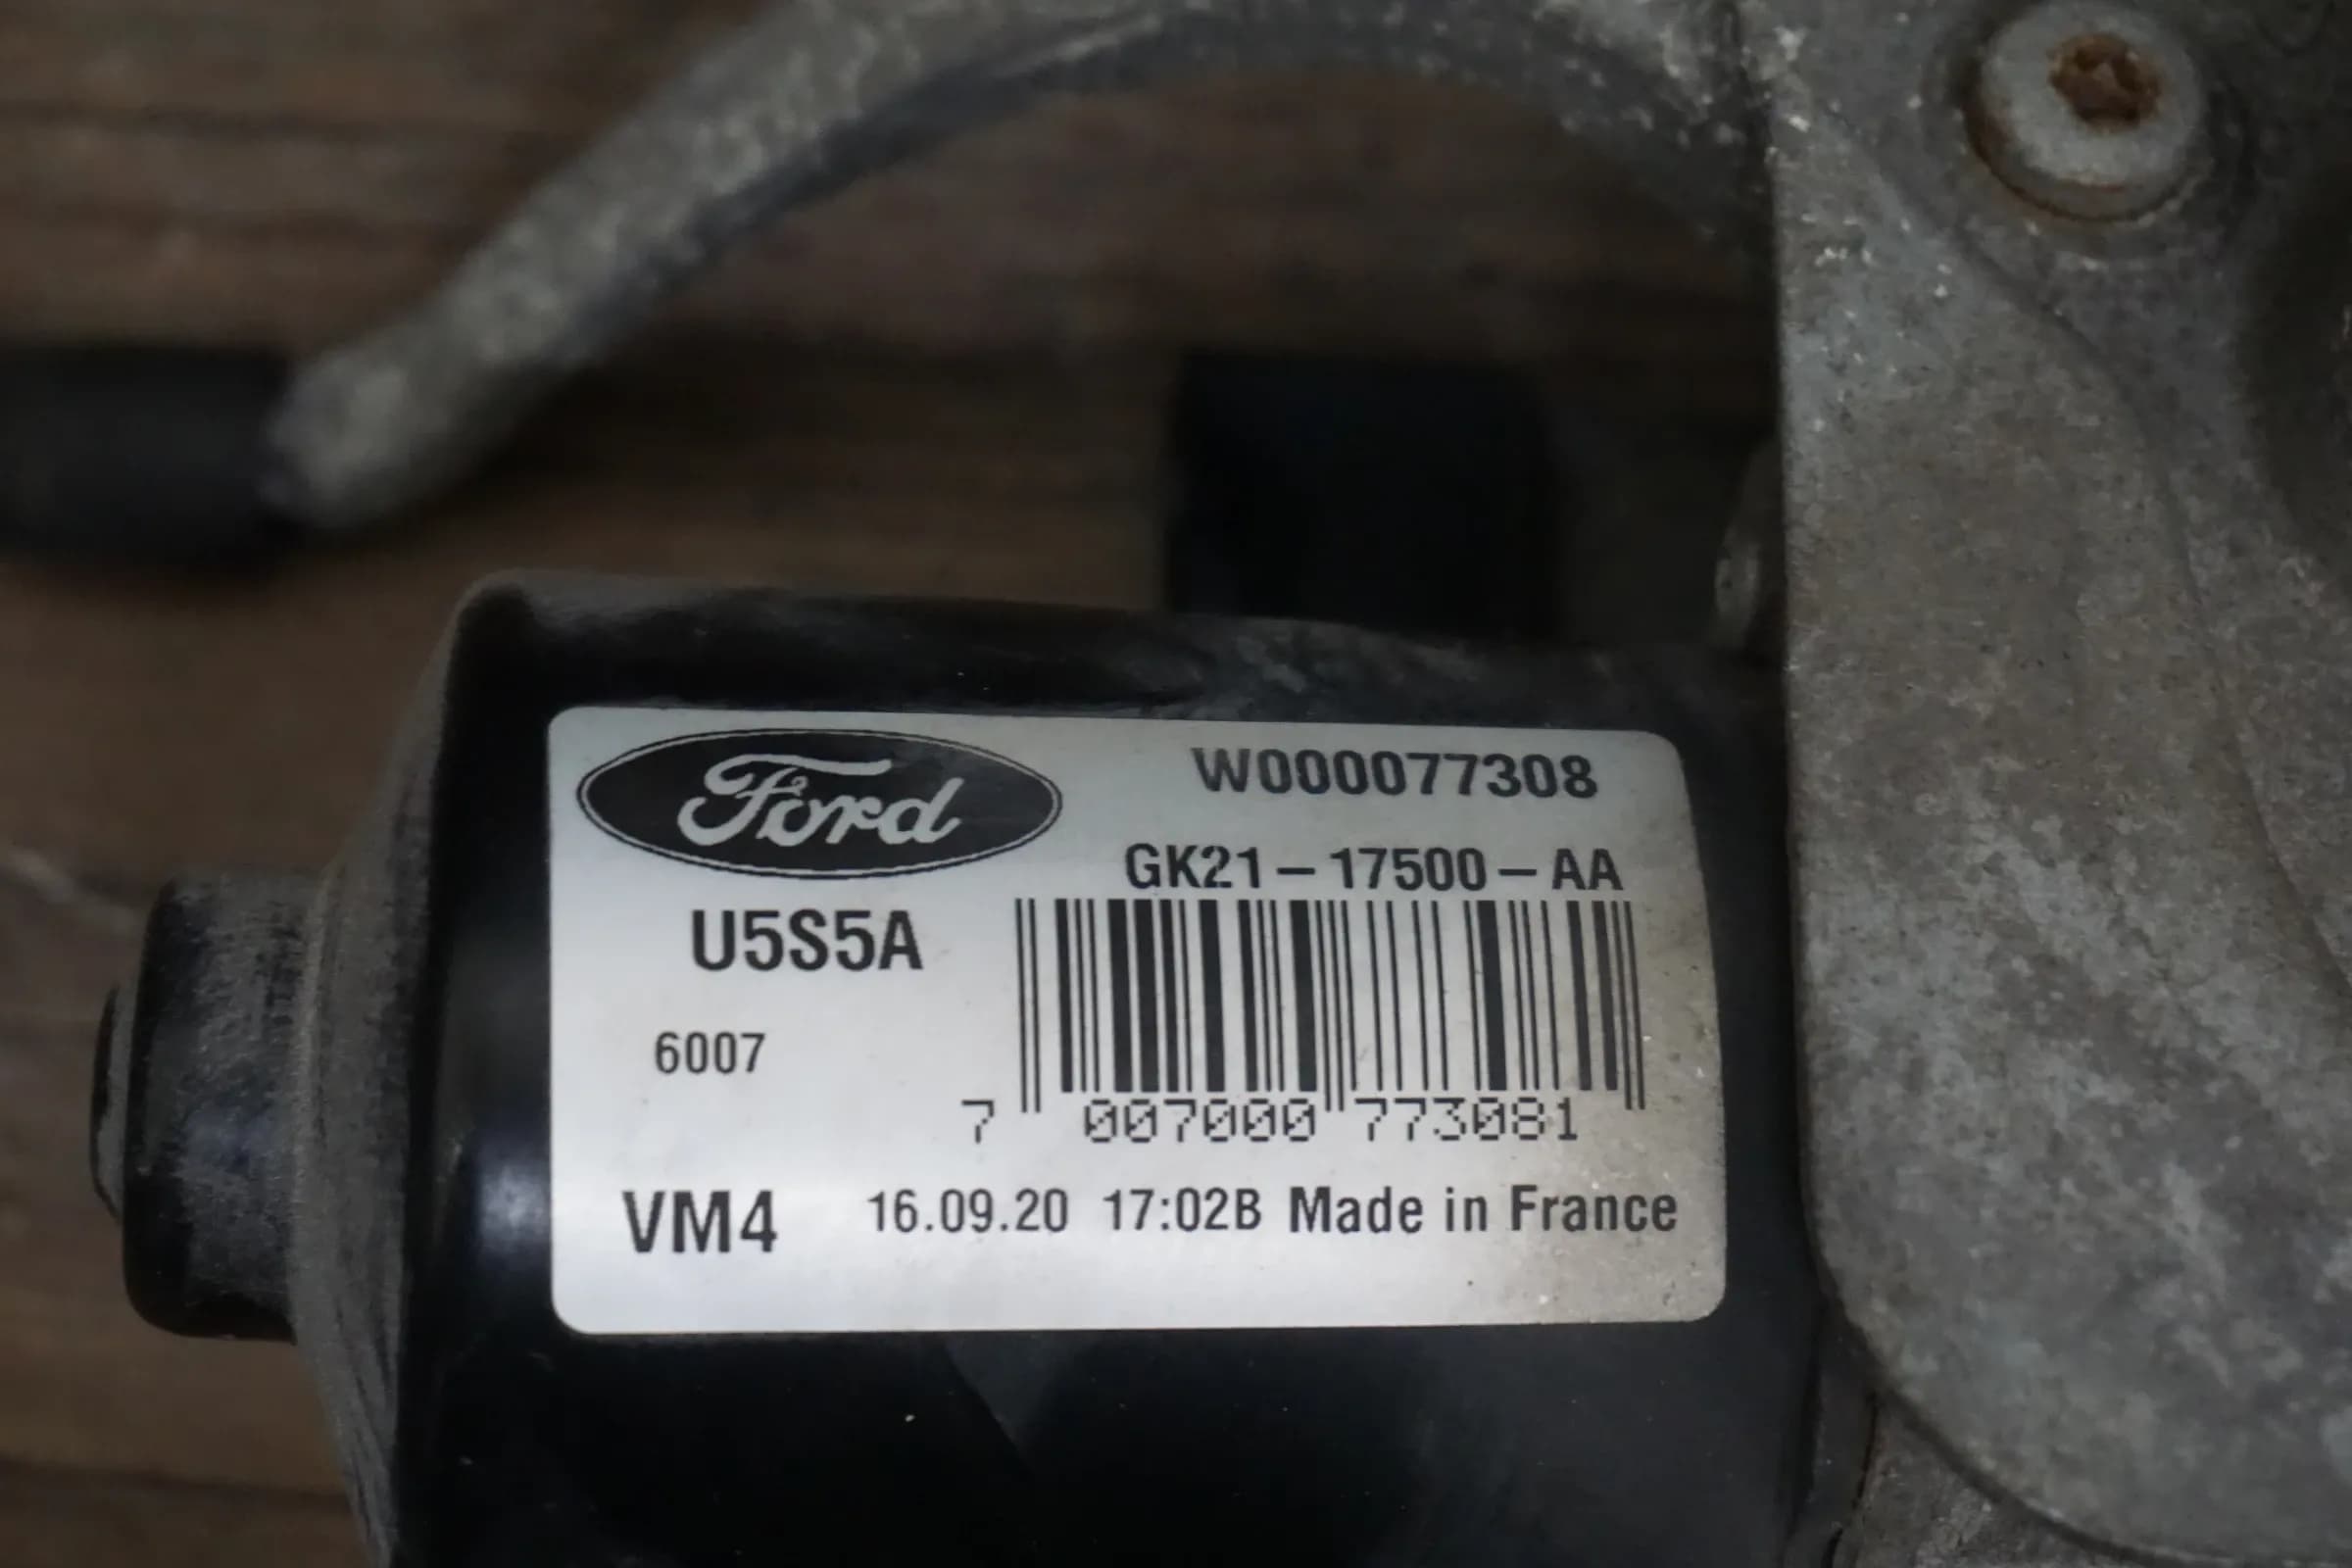 Ford
W000077308
GK21-17500-AA
U5S5A
6007
7 007000 773081
VM4 16.09.20 17:02B Made in France